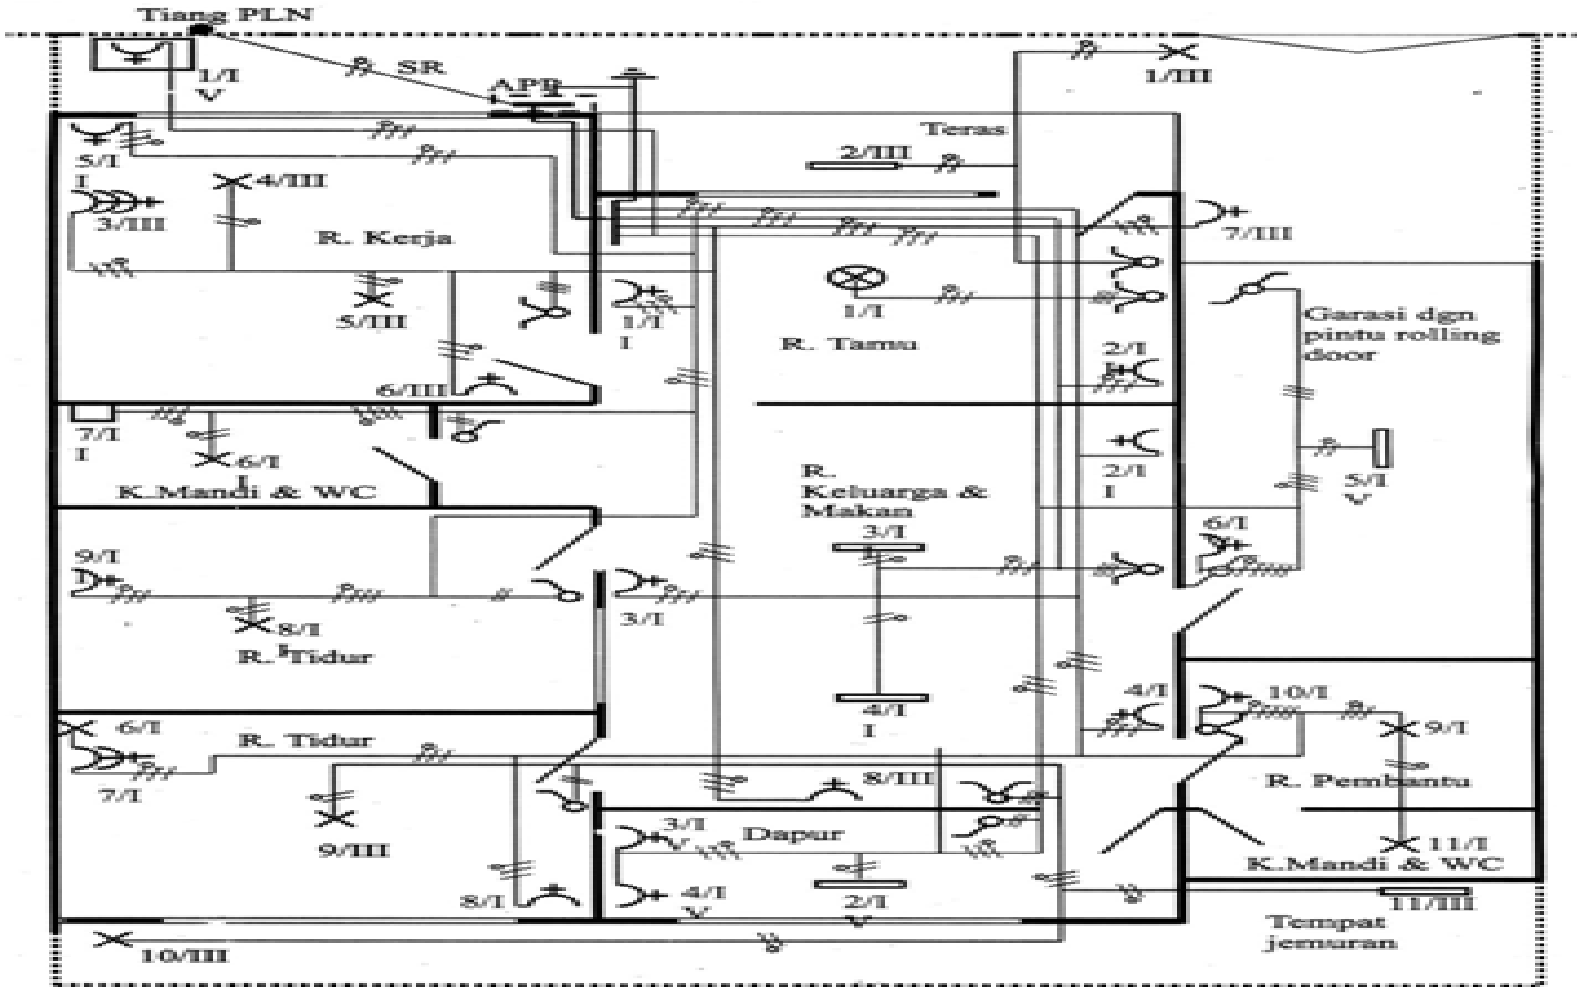 Tiang PLN
1/I
V
SR
APP
1/III
Teras
2/III
5/I
I
4/III
3/III
R. Kerja
7/III
5/III
1/I
I
1/I
R. Tamu
Garasi dgn
pintu rolling
door
2/I
6/III
7/I
I
6/I
I
K.Mandi & WC
R.
Keluarga &
Makan
2/I
I
5/I
V
3/I
6/I
9/I
8/I
R. Tidur
3/I
4/I
I
4/I
10/I
9/I
6/I
R. Tidur
7/I
8/III
R. Pembantu
9/III
3/I
V
Dapur
11/I
K.Mandi & WC
8/I
4/I
V
2/I
V
11/III
Tempat
jemuran
10/III